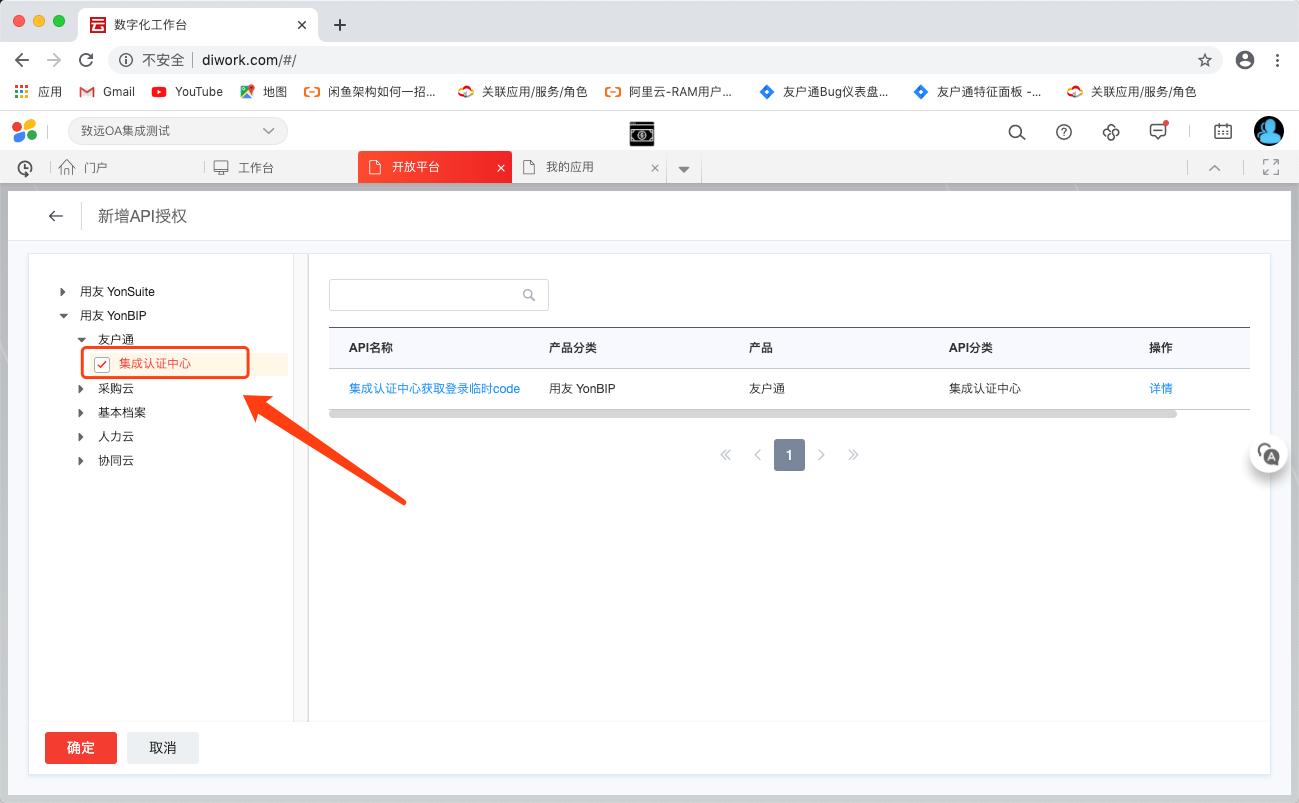 数字化工作台
不安全 diwork.com/#/
应用 Gmail YouTube 地图 闲鱼架构如何一招... 关联应用/服务/角色 阿里云-RAM用户... 友户通Bug仪表盘... 友户通特征面板 -... 关联应用/服务/角色
致远OA集成测试
门户 工作台 开放平台 我的应用
新增API授权
用友 YonSuite
用友 YonBIP
友户通
集成认证中心
采购云
基本档案
人力云
协同云
API名称 产品分类 产品 API分类 操作
集成认证中心获取登录临时code 用友 YonBIP 友户通 集成认证中心 详情
1
确定 取消